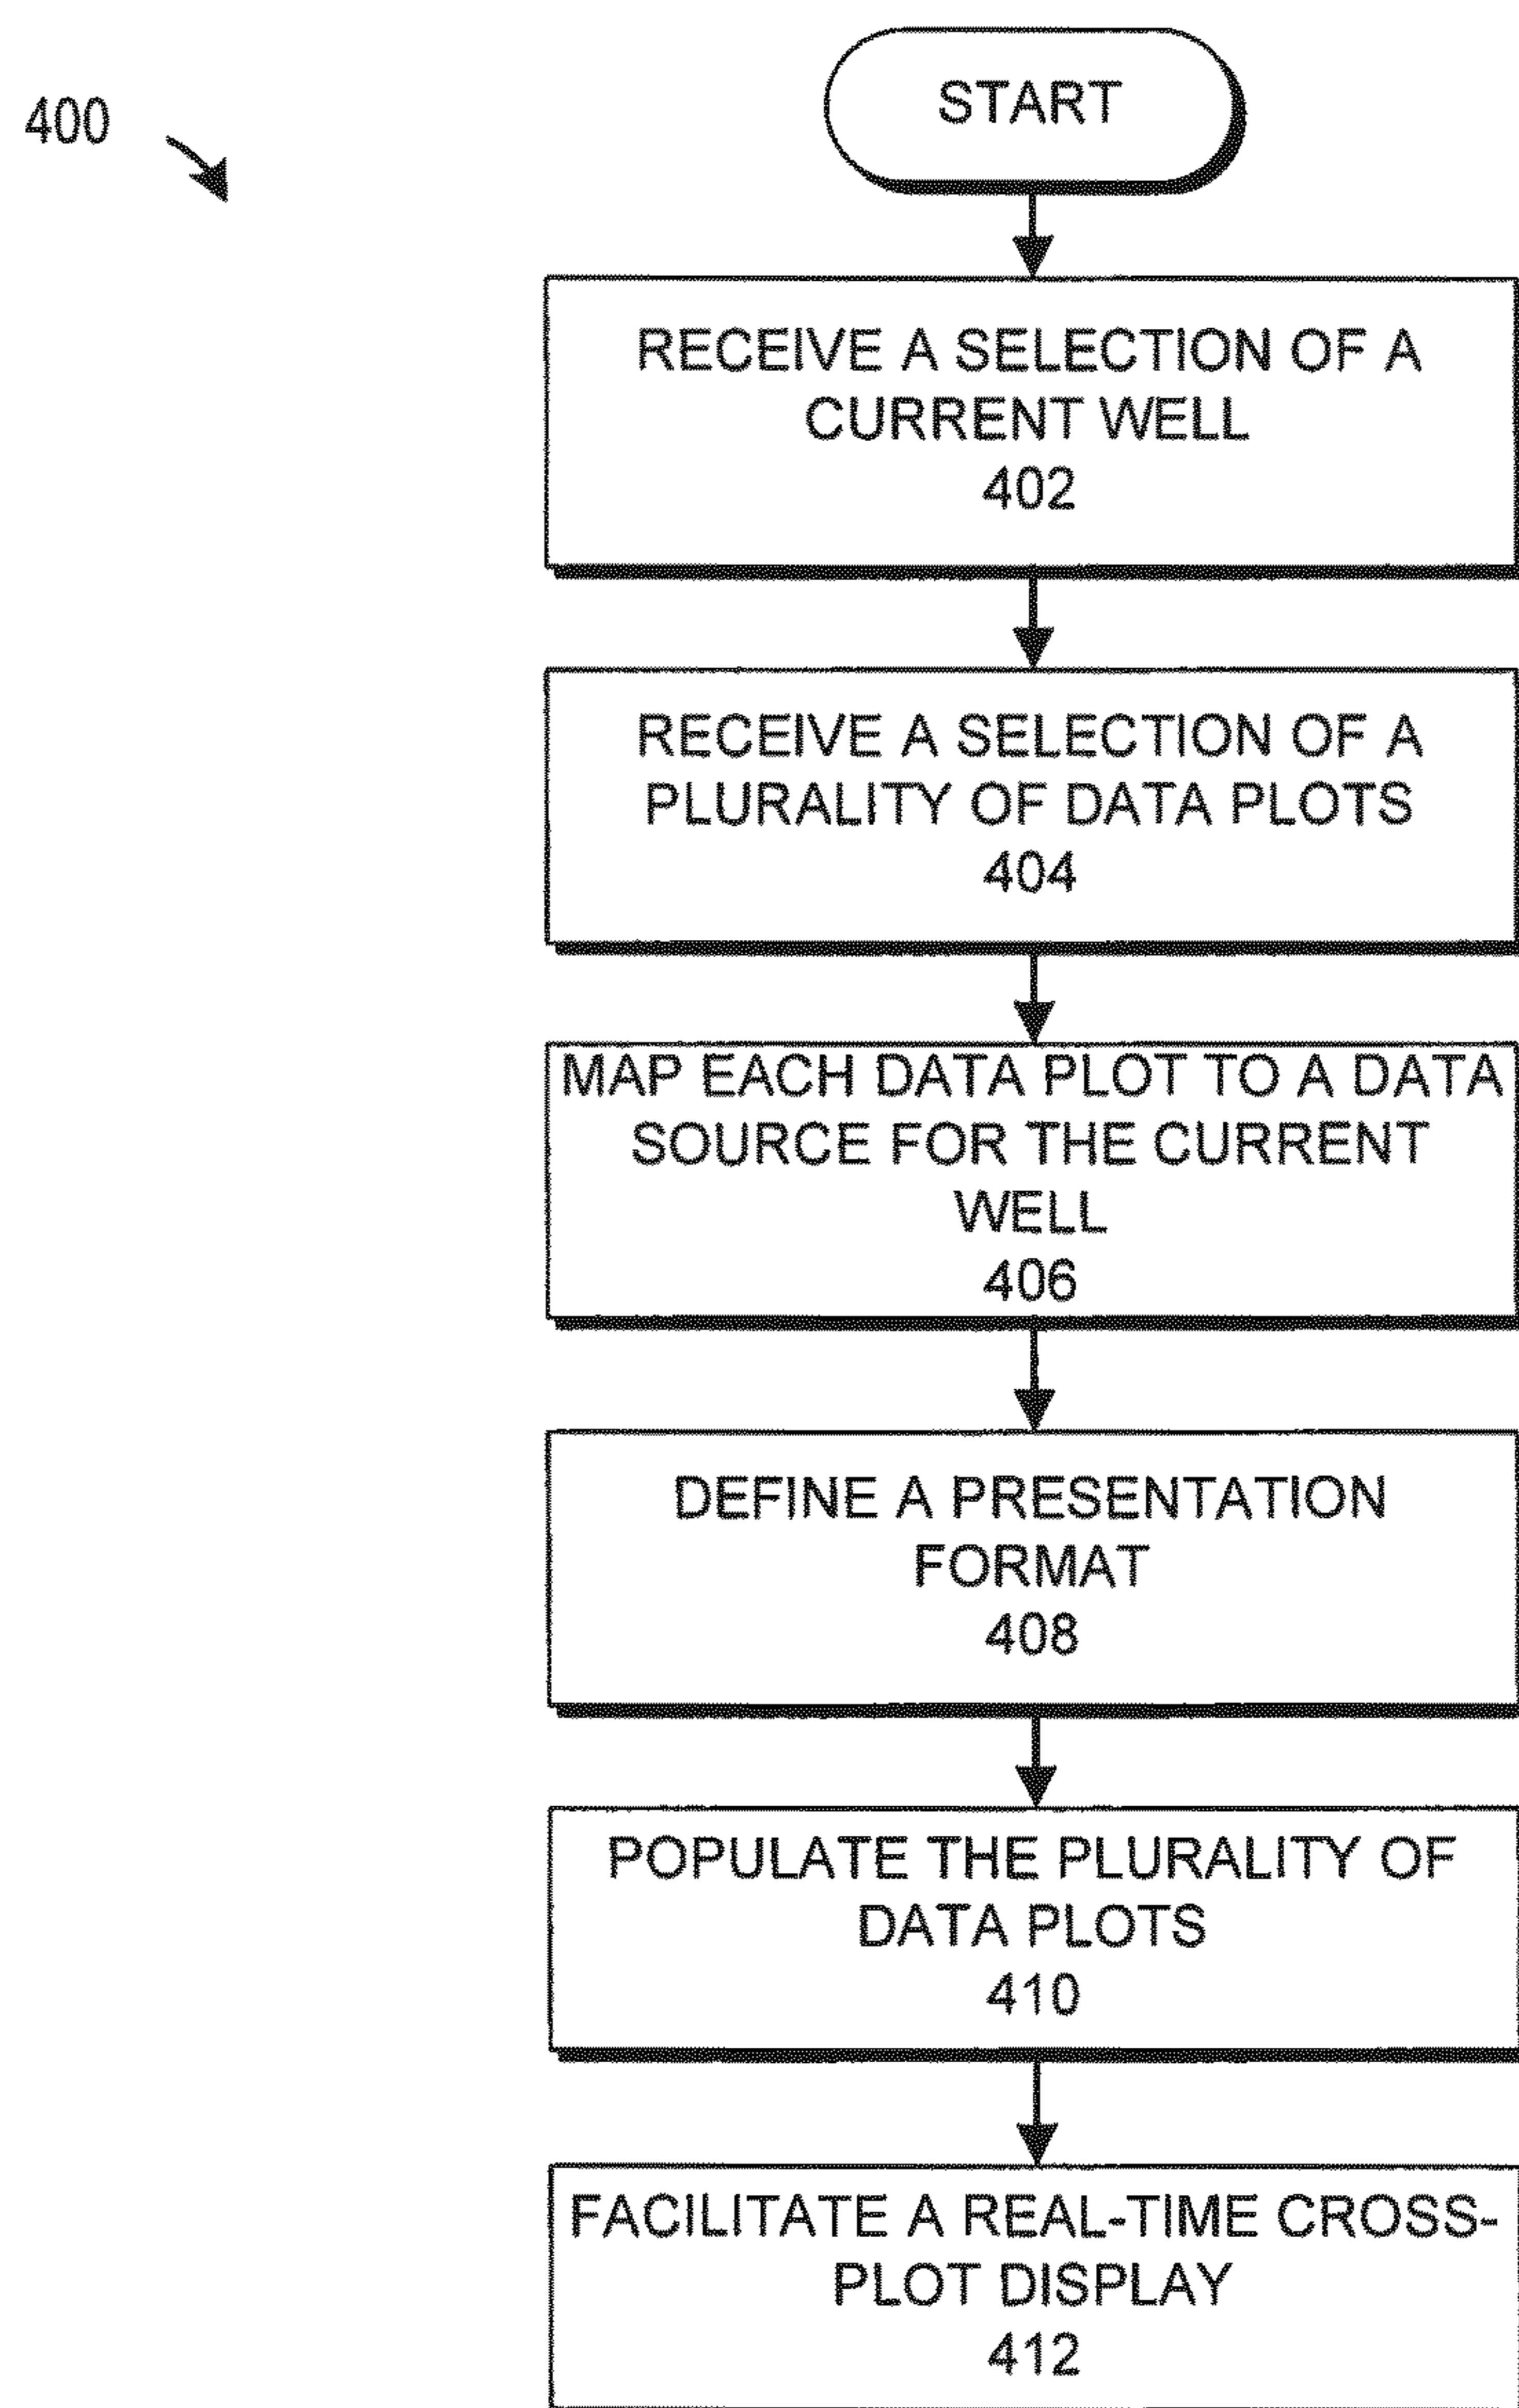 400
START
RECEIVE A SELECTION OF A
CURRENT WELL
402
RECEIVE A SELECTION OF A
PLURALITY OF DATA PLOTS
404
MAP EACH DATA PLOT TO A DATA
SOURCE FOR THE CURRENT
WELL
406
DEFINE A PRESENTATION
FORMAT
408
POPULATE THE PLURALITY OF
DATA PLOTS
410
FACILITATE A REAL-TIME CROSS-
PLOT DISPLAY
412